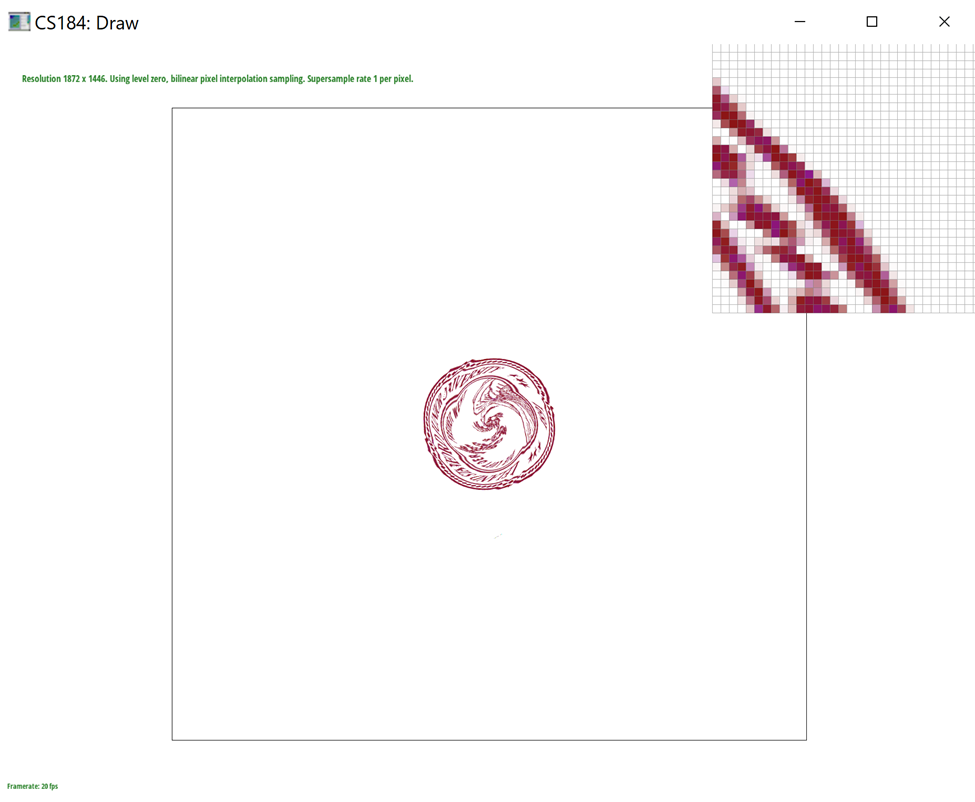 CS184: Draw
Resolution 1872 x 1446. Using level zero, bilinear pixel interpolation sampling. Supersample rate 1 per pixel.
Framerate: 20 fps